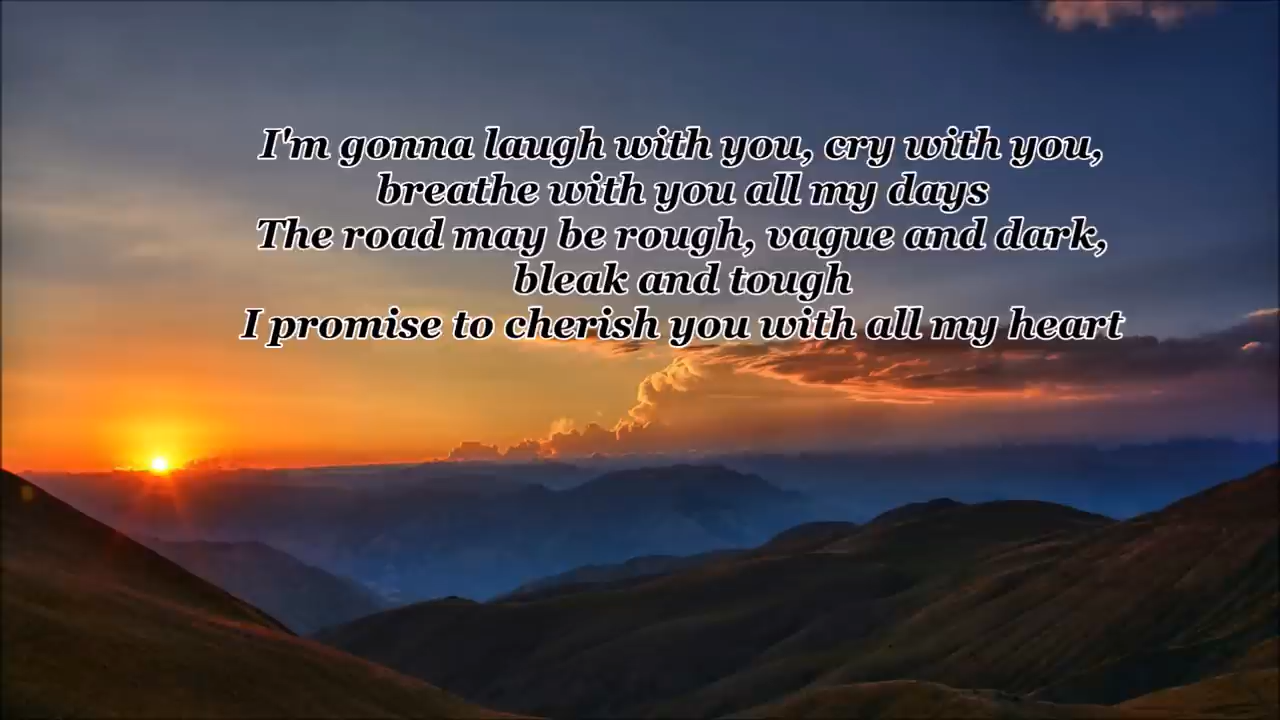 I'm gonna laugh with you, cry with you,
breathe with you all my days
The road may be rough, vague and dark,
bleak and tough
I promise to cherish you with all my heart